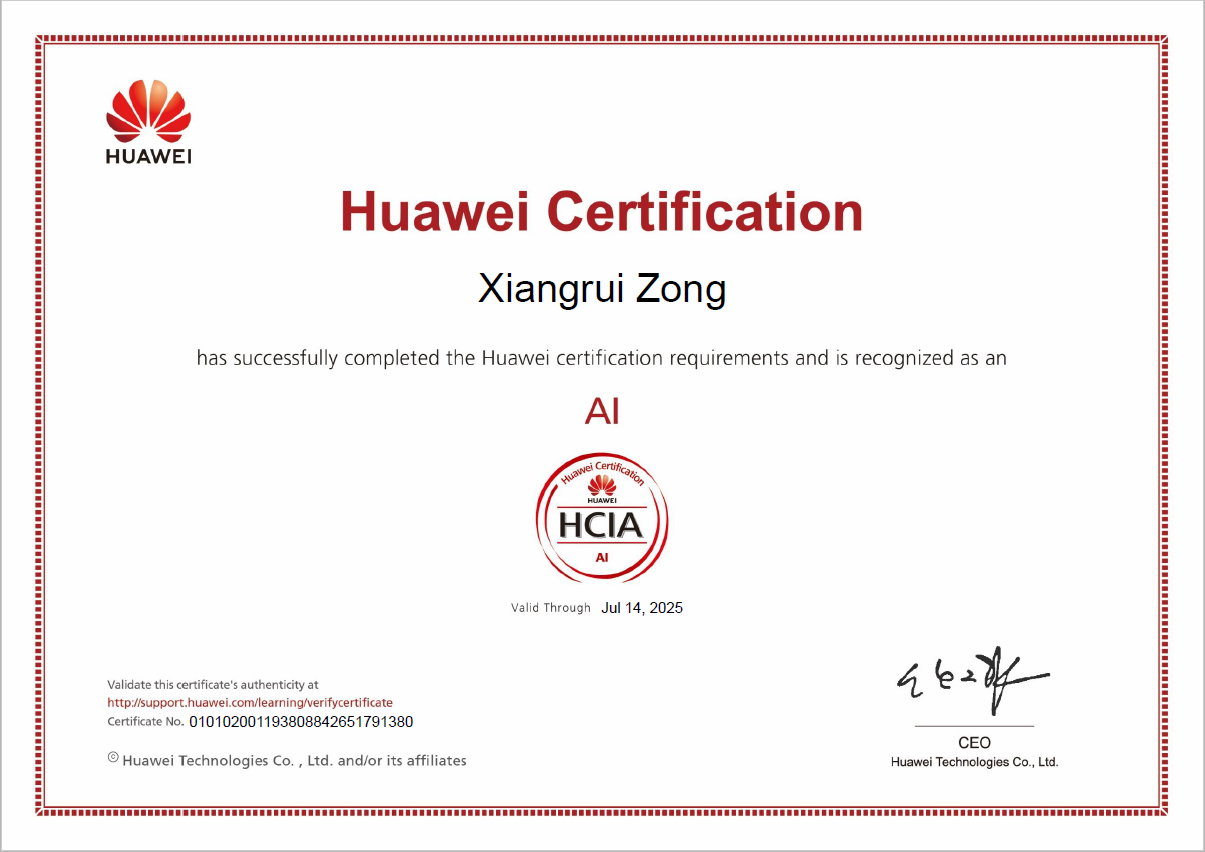 HUAWEI
Huawei Certification
Xiangrui Zong
has successfully completed the Huawei certification requirements and is recognized as an
AI
Huawei Certification
HUAWEI
HCIA
AI
Valid Through Jul 14, 2025
Validate this certificate's authenticity at
http://support.huawei.com/learning/verifycertificate
Certificate No. 010102001193808842651791380
© Huawei Technologies Co. , Ltd. and/or its affiliates
CEO
Huawei Technologies Co., Ltd.